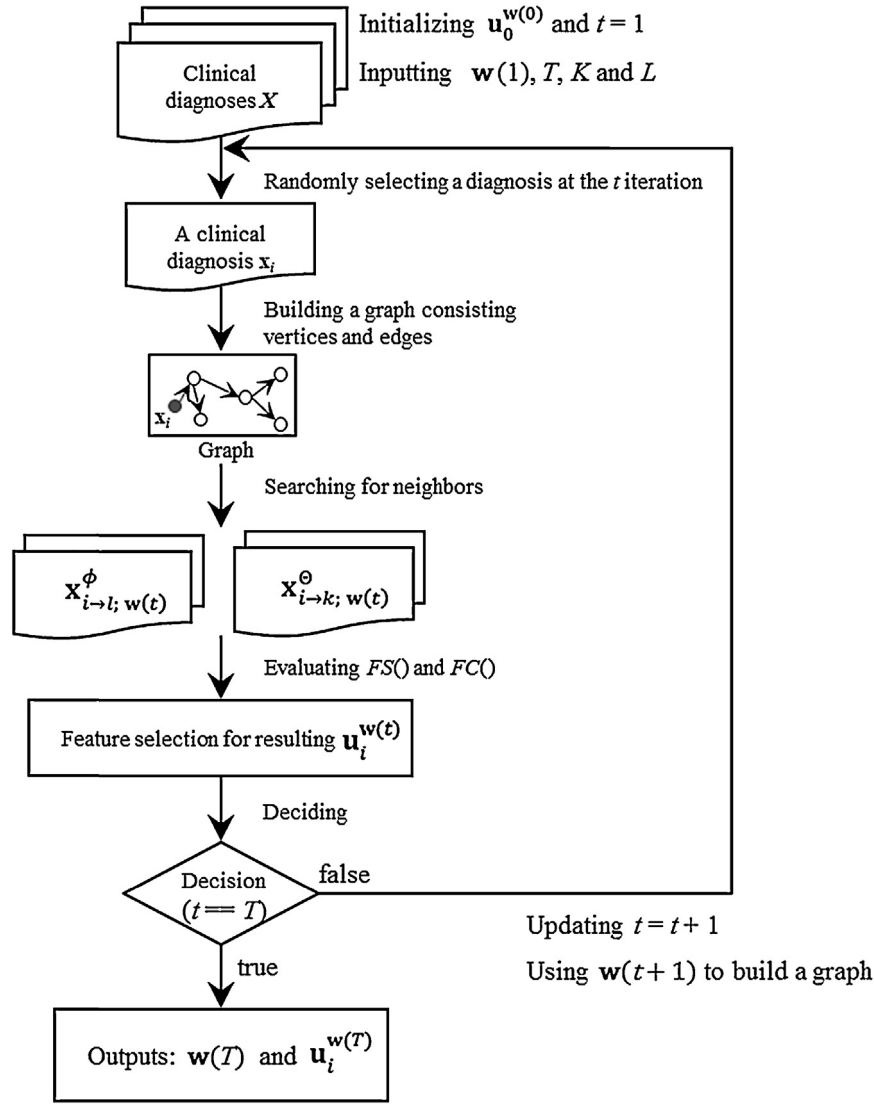 Initializing u₀^w(0) and t = 1
Clinical
diagnoses X
Inputting w(1), T, K and L
Randomly selecting a diagnosis at the t iteration
A clinical
diagnosis xᵢ
Building a graph consisting
vertices and edges
xᵢ
Graph
Searching for neighbors
x^ϕ_i→l; w(t)
x^Θ_i→k; w(t)
Evaluating FS() and FC()
Feature selection for resulting uᵢ^w(t)
Deciding
Decision
(t == T)
false
Updating t = t + 1
true
Using w(t + 1) to build a graph
Outputs: w(T) and uᵢ^w(T)